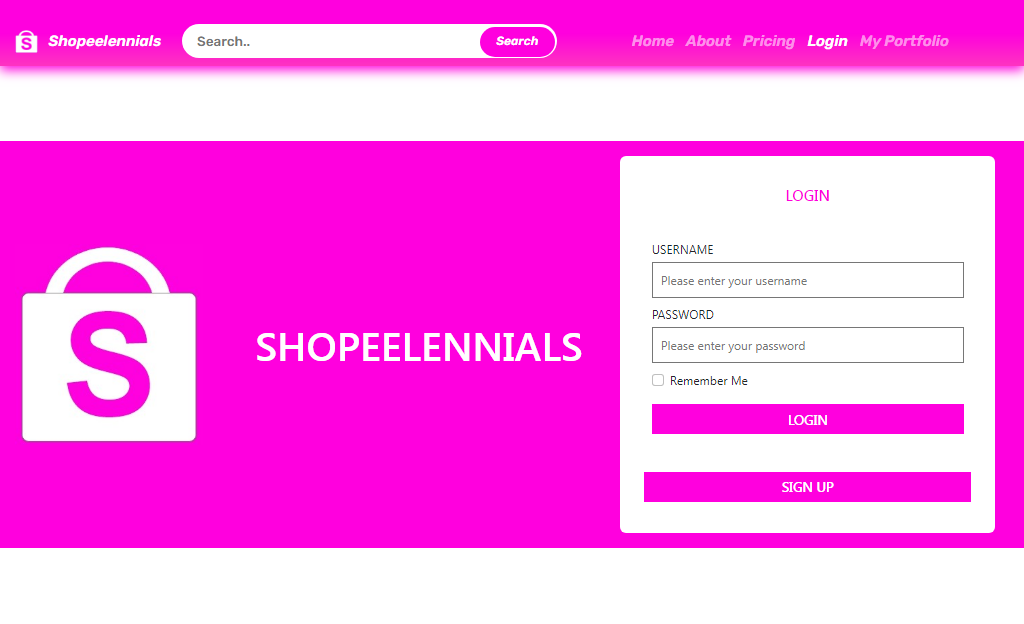 S Shopeelennials Search.. Search Home About Pricing Login My Portfolio
LOGIN
USERNAME
Please enter your username
S
SHOPEELENNIALS
PASSWORD
Please enter your password
Remember Me
LOGIN
SIGN UP